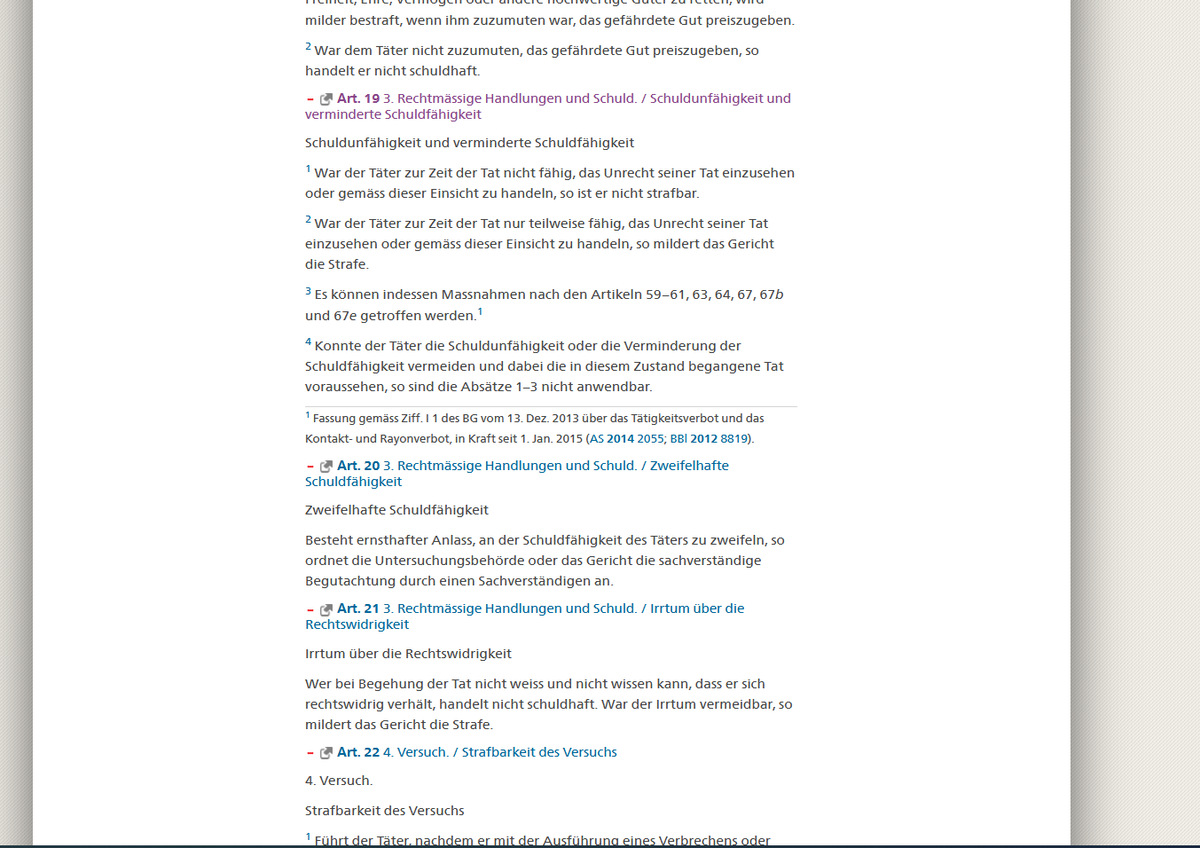 Freiheit, Ehre, Vermögen oder andere hochwertige Güter zu retten, wird
milder bestraft, wenn ihm zuzumuten war, das gefährdete Gut preiszugeben.
2 War dem Täter nicht zuzumuten, das gefährdete Gut preiszugeben, so
handelt er nicht schuldhaft.
– Art. 19 3. Rechtmässige Handlungen und Schuld. / Schuldunfähigkeit und
verminderte Schuldfähigkeit
Schuldunfähigkeit und verminderte Schuldfähigkeit
1 War der Täter zur Zeit der Tat nicht fähig, das Unrecht seiner Tat einzusehen
oder gemäss dieser Einsicht zu handeln, so ist er nicht strafbar.
2 War der Täter zur Zeit der Tat nur teilweise fähig, das Unrecht seiner Tat
einzusehen oder gemäss dieser Einsicht zu handeln, so mildert das Gericht
die Strafe.
3 Es können indessen Massnahmen nach den Artikeln 59–61, 63, 64, 67, 67b
und 67e getroffen werden.1
4 Konnte der Täter die Schuldunfähigkeit oder die Verminderung der
Schuldfähigkeit vermeiden und dabei die in diesem Zustand begangene Tat
voraussehen, so sind die Absätze 1–3 nicht anwendbar.
1 Fassung gemäss Ziff. I 1 des BG vom 13. Dez. 2013 über das Tätigkeitsverbot und das
Kontakt- und Rayonverbot, in Kraft seit 1. Jan. 2015 (AS 2014 2055; BBl 2012 8819).
– Art. 20 3. Rechtmässige Handlungen und Schuld. / Zweifelhafte
Schuldfähigkeit
Zweifelhafte Schuldfähigkeit
Besteht ernsthafter Anlass, an der Schuldfähigkeit des Täters zu zweifeln, so
ordnet die Untersuchungsbehörde oder das Gericht die sachverständige
Begutachtung durch einen Sachverständigen an.
– Art. 21 3. Rechtmässige Handlungen und Schuld. / Irrtum über die
Rechtswidrigkeit
Irrtum über die Rechtswidrigkeit
Wer bei Begehung der Tat nicht weiss und nicht wissen kann, dass er sich
rechtswidrig verhält, handelt nicht schuldhaft. War der Irrtum vermeidbar, so
mildert das Gericht die Strafe.
– Art. 22 4. Versuch. / Strafbarkeit des Versuchs
4. Versuch.
Strafbarkeit des Versuchs
1 Führt der Täter, nachdem er mit der Ausführung eines Verbrechens oder